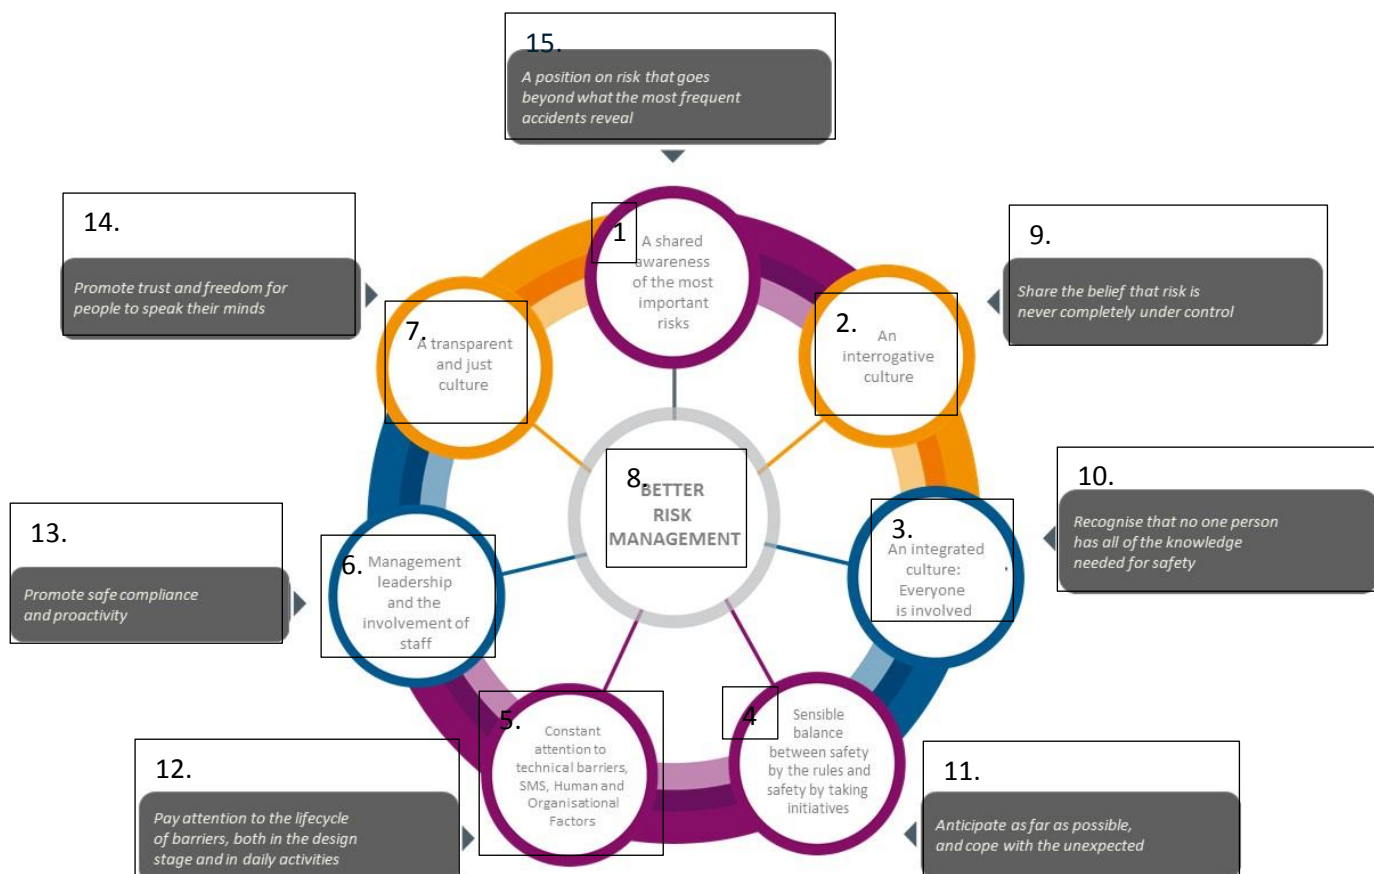 15.
A position on risk that goes
beyond what the most frequent
accidents reveal
14.
Promote trust and freedom for
people to speak their minds
1
A shared
awareness
of the most
important
risks
9.
Share the belief that risk is
never completely under control
7.
A transparent
and just
culture
2.
An
interrogative
culture
8.
BETTER
RISK
MANAGEMENT
10.
Recognise that no one person
has all of the knowledge
needed for safety
3.
An integrated
culture:
Everyone
is involved
13.
Promote safe compliance
and proactivity
6.
Management
leadership
and the
involvement of
staff
5.
Constant
attention to
technical barriers,
SMS, Human and
Organisational
Factors
4
Sensible
balance
between safety
by the rules and
safety by taking
initiatives
12.
Pay attention to the lifecycle
of barriers, both in the design
stage and in daily activities
11.
Anticipate as far as possible,
and cope with the unexpected